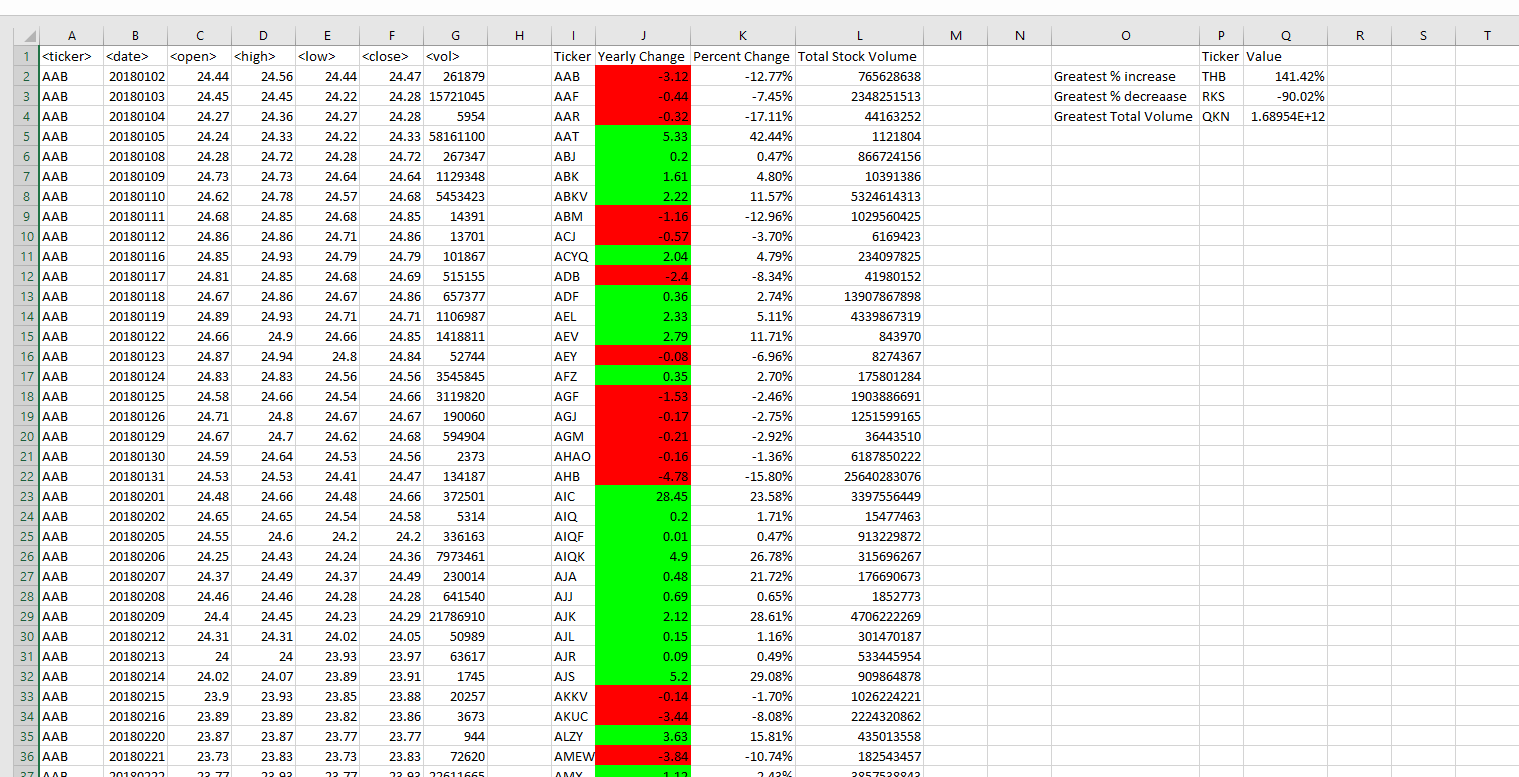 A B C D E F G H I J K L M N O P Q R S T
1 <ticker> <date> <open> <high> <low> <close> <vol> Ticker Yearly Change Percent Change Total Stock Volume Ticker Value
2 AAB 20180102 24.44 24.56 24.44 24.47 261879 AAB -3.12 -12.77% 765628638 Greatest % increase THB 141.42%
3 AAB 20180103 24.45 24.45 24.22 24.28 15721045 AAF -0.44 -7.45% 2348251513 Greatest % decreaase RKS -90.02%
4 AAB 20180104 24.27 24.36 24.27 24.28 5954 AAR -0.32 -17.11% 44163252 Greatest Total Volume QKN 1.68954E+12
5 AAB 20180105 24.24 24.33 24.22 24.33 58161100 AAT 5.33 42.44% 1121804
6 AAB 20180108 24.28 24.72 24.28 24.72 267347 ABJ 0.2 0.47% 866724156
7 AAB 20180109 24.73 24.73 24.64 24.64 1129348 ABK 1.61 4.80% 10391386
8 AAB 20180110 24.62 24.78 24.57 24.68 5453423 ABKV 2.22 11.57% 5324614313
9 AAB 20180111 24.68 24.85 24.68 24.85 14391 ABM -1.16 -12.96% 1029560425
10 AAB 20180112 24.86 24.86 24.71 24.86 13701 ACJ -0.57 -3.70% 6169423
11 AAB 20180116 24.85 24.93 24.79 24.79 101867 ACYQ 2.04 4.79% 234097825
12 AAB 20180117 24.81 24.85 24.68 24.69 515155 ADB -2.4 -8.34% 41980152
13 AAB 20180118 24.67 24.86 24.67 24.86 657377 ADF 0.36 2.74% 13907867898
14 AAB 20180119 24.89 24.93 24.71 24.71 1106987 AEL 2.33 5.11% 4339867319
15 AAB 20180122 24.66 24.9 24.66 24.85 1418811 AEV 2.79 11.71% 843970
16 AAB 20180123 24.87 24.94 24.8 24.84 52744 AEY -0.08 -6.96% 8274367
17 AAB 20180124 24.83 24.83 24.56 24.56 3545845 AFZ 0.35 2.70% 175801284
18 AAB 20180125 24.58 24.66 24.54 24.66 3119820 AGF -1.53 -2.46% 1903886691
19 AAB 20180126 24.71 24.8 24.67 24.67 190060 AGJ -0.17 -2.75% 1251599165
20 AAB 20180129 24.67 24.7 24.62 24.68 594904 AGM -0.21 -2.92% 36443510
21 AAB 20180130 24.59 24.64 24.53 24.56 2373 AHAO -0.16 -1.36% 6187850222
22 AAB 20180131 24.53 24.53 24.41 24.47 134187 AHB -4.78 -15.80% 25640283076
23 AAB 20180201 24.48 24.66 24.48 24.66 372501 AIC 28.45 23.58% 3397556449
24 AAB 20180202 24.65 24.65 24.54 24.58 5314 AIQ 0.2 1.71% 15477463
25 AAB 20180205 24.55 24.6 24.2 24.2 336163 AIQF 0.01 0.47% 913229872
26 AAB 20180206 24.25 24.43 24.24 24.36 7973461 AIQK 4.9 26.78% 315696267
27 AAB 20180207 24.37 24.49 24.37 24.49 230014 AJA 0.48 21.72% 176690673
28 AAB 20180208 24.46 24.46 24.28 24.28 641540 AJJ 0.69 0.65% 1852773
29 AAB 20180209 24.4 24.45 24.23 24.29 21786910 AJK 2.12 28.61% 4706222269
30 AAB 20180212 24.31 24.31 24.02 24.05 50989 AJL 0.15 1.16% 301470187
31 AAB 20180213 24 24 23.93 23.97 63617 AJR 0.09 0.49% 533445954
32 AAB 20180214 24.02 24.07 23.89 23.91 1745 AJS 5.2 29.08% 909864878
33 AAB 20180215 23.9 23.93 23.85 23.88 20257 AKKV -0.14 -1.70% 1026224221
34 AAB 20180216 23.89 23.89 23.82 23.86 3673 AKUC -3.44 -8.08% 2224320862
35 AAB 20180220 23.87 23.87 23.77 23.77 944 ALZY 3.63 15.81% 435013558
36 AAB 20180221 23.73 23.83 23.73 23.83 72620 AMEW -3.84 -10.74% 182543457
37 AAB 20180222 23.77 23.93 23.77 23.93 22611665 AMX 1.12 2.43% 3857538843